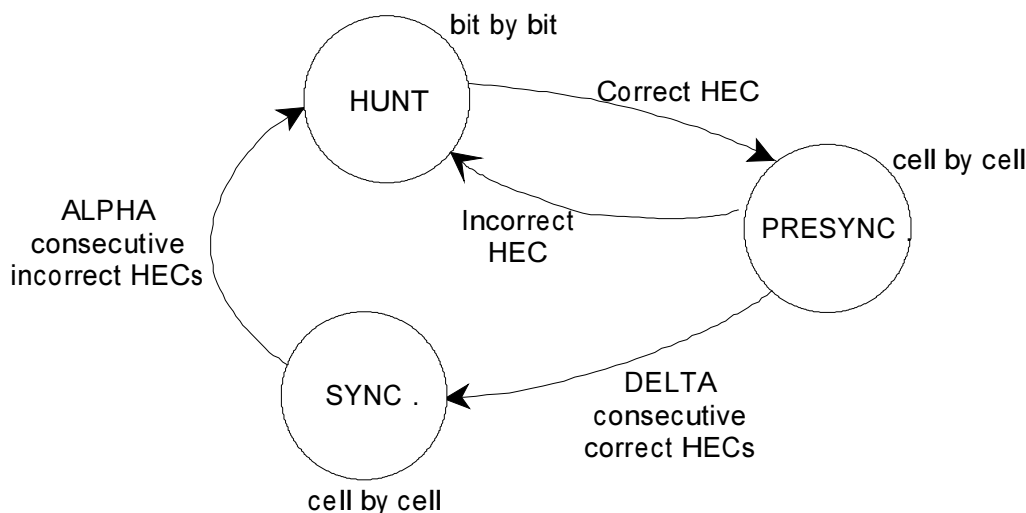 bit by bit
HUNT
Correct HEC
cell by cell
Incorrect
HEC
PRESYNC .
ALPHA
consecutive
incorrect HECs
SYNC .
DELTA
consecutive
correct HECs
cell by cell